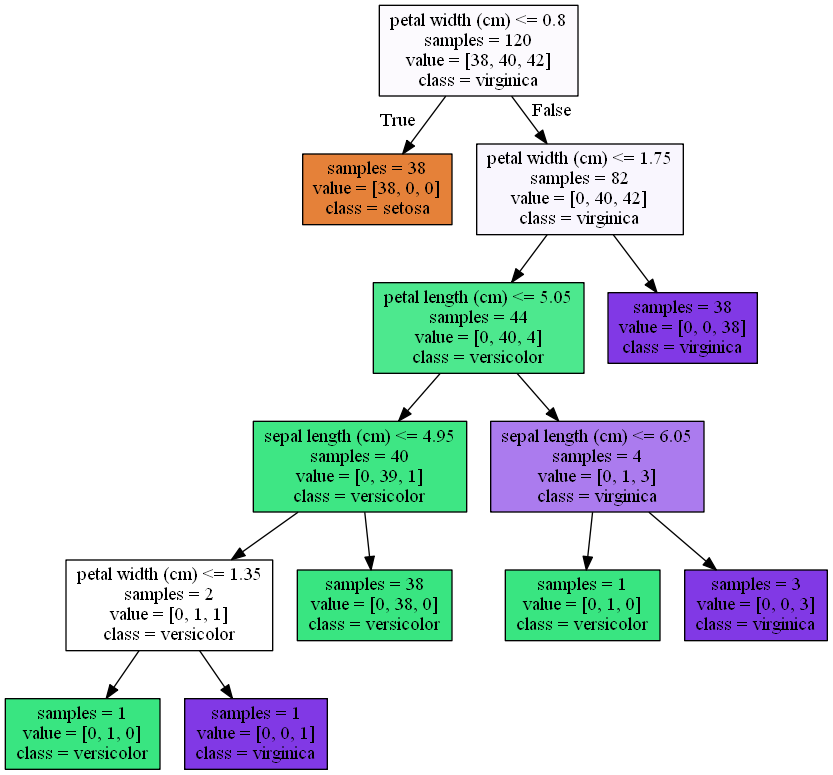 petal width (cm) <= 0.8
samples = 120
value = [38, 40, 42]
class = virginica
True
False
samples = 38
value = [38, 0, 0]
class = setosa
petal width (cm) <= 1.75
samples = 82
value = [0, 40, 42]
class = virginica
petal length (cm) <= 5.05
samples = 44
value = [0, 40, 4]
class = versicolor
samples = 38
value = [0, 0, 38]
class = virginica
sepal length (cm) <= 4.95
samples = 40
value = [0, 39, 1]
class = versicolor
sepal length (cm) <= 6.05
samples = 4
value = [0, 1, 3]
class = virginica
petal width (cm) <= 1.35
samples = 2
value = [0, 1, 1]
class = versicolor
samples = 38
value = [0, 38, 0]
class = versicolor
samples = 1
value = [0, 1, 0]
class = versicolor
samples = 3
value = [0, 0, 3]
class = virginica
samples = 1
value = [0, 1, 0]
class = versicolor
samples = 1
value = [0, 0, 1]
class = virginica